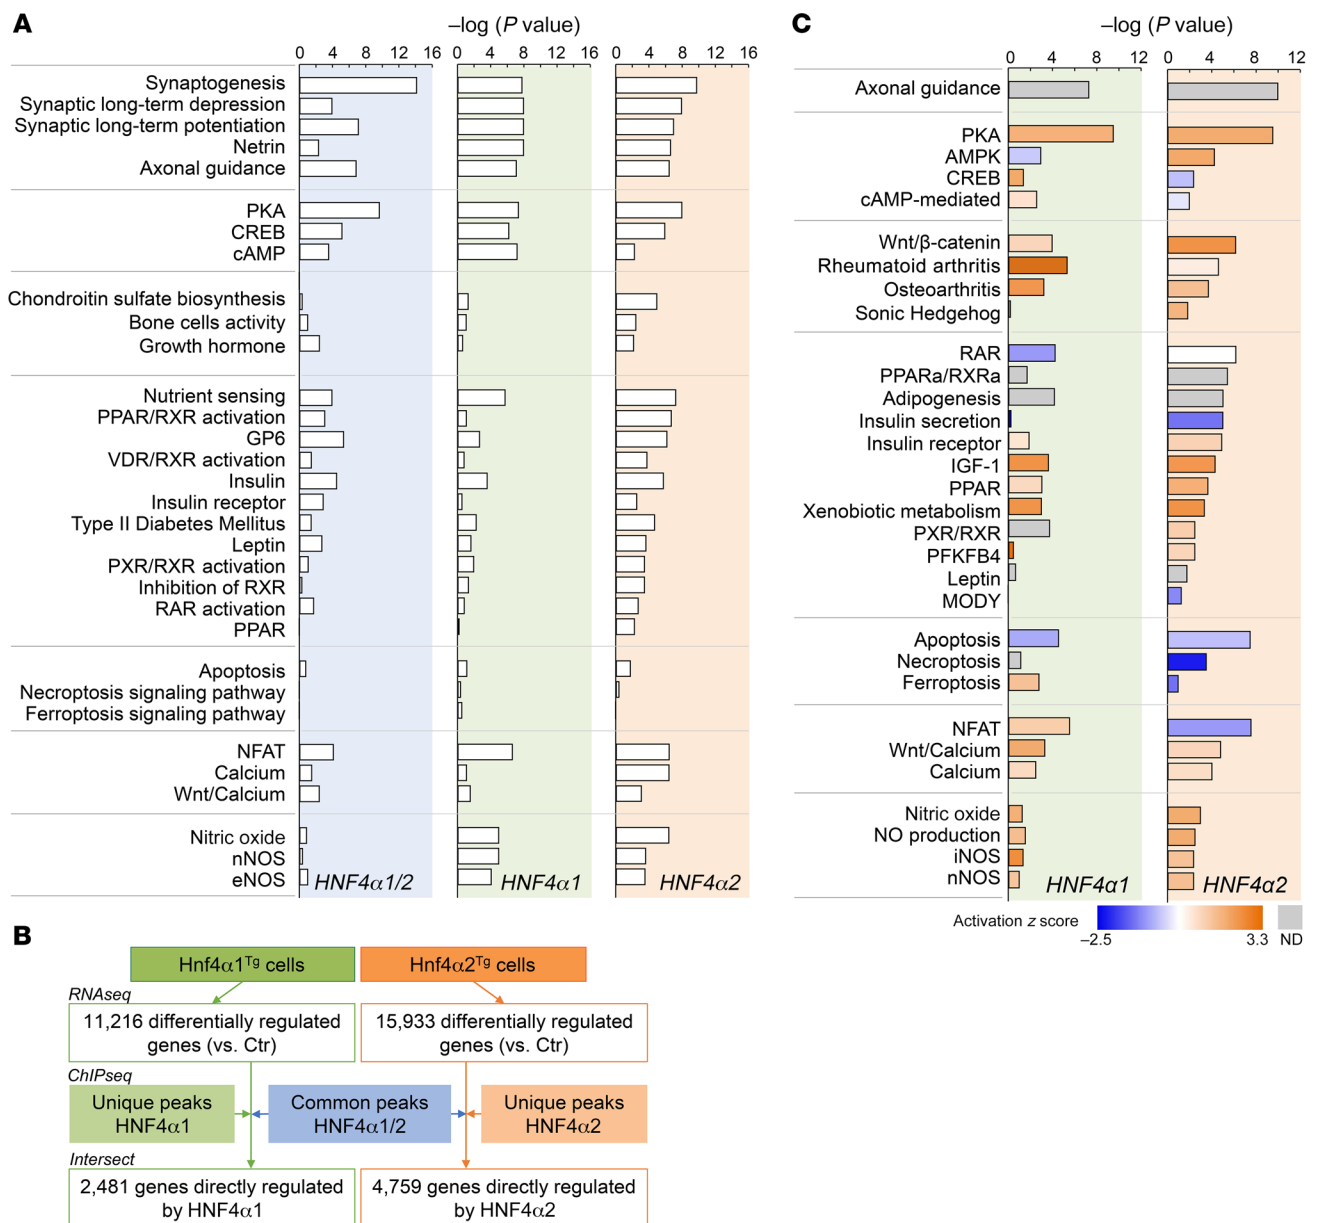 A
–log (P value)
0 4 8 12 16
0 4 8 12 16
0 4 8 12 16
Synaptogenesis
Synaptic long-term depression
Synaptic long-term potentiation
Netrin
Axonal guidance
PKA
CREB
cAMP
Chondroitin sulfate biosynthesis
Bone cells activity
Growth hormone
Nutrient sensing
PPAR/RXR activation
GP6
VDR/RXR activation
Insulin
Insulin receptor
Type II Diabetes Mellitus
Leptin
PXR/RXR activation
Inhibition of RXR
RAR activation
PPAR
Apoptosis
Necroptosis signaling pathway
Ferroptosis signaling pathway
NFAT
Calcium
Wnt/Calcium
Nitric oxide
nNOS
eNOS
HNF4α1/2
HNF4α1
HNF4α2
B
Hnf4α1Tg cells
Hnf4α2Tg cells
RNAseq
11,216 differentially regulated
genes (vs. Ctr)
15,933 differentially regulated
genes (vs. Ctr)
ChIPseq
Unique peaks
HNF4α1
Common peaks
HNF4α1/2
Unique peaks
HNF4α2
Intersect
2,481 genes directly regulated
by HNF4α1
4,759 genes directly regulated
by HNF4α2
C
–log (P value)
0 4 8 12
0 4 8 12
Axonal guidance
PKA
AMPK
CREB
cAMP-mediated
Wnt/β-catenin
Rheumatoid arthritis
Osteoarthritis
Sonic Hedgehog
RAR
PPARa/RXRa
Adipogenesis
Insulin secretion
Insulin receptor
IGF-1
PPAR
Xenobiotic metabolism
PXR/RXR
PFKFB4
Leptin
MODY
Apoptosis
Necroptosis
Ferroptosis
NFAT
Wnt/Calcium
Calcium
Nitric oxide
NO production
iNOS
nNOS
HNF4α1
HNF4α2
Activation z score
–2.5
3.3
ND